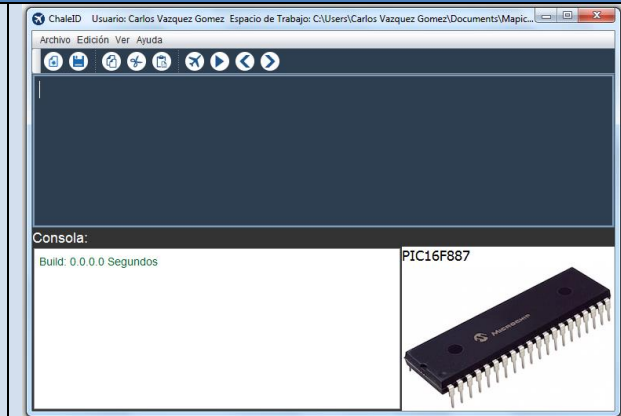 ChaleID Usuario: Carlos Vazquez Gomez Espacio de Trabajo: C:\Users\Carlos Vazquez Gomez\Documents\Mapic...
Archivo Edición Ver Ayuda
Consola:
Build: 0.0.0.0 Segundos
PIC16F887
MICROCHIP